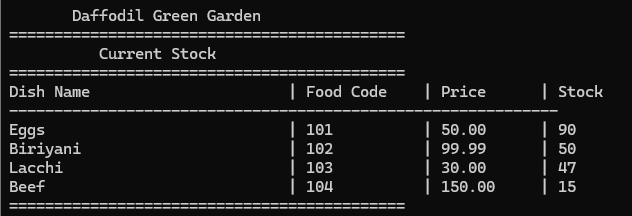 Daffodil Green Garden
============================================
Current Stock
============================================
Dish Name | Food Code | Price | Stock
-------------------------------------------------------------
Eggs | 101 | 50.00 | 90
Biriyani | 102 | 99.99 | 50
Lacchi | 103 | 30.00 | 47
Beef | 104 | 150.00 | 15
============================================